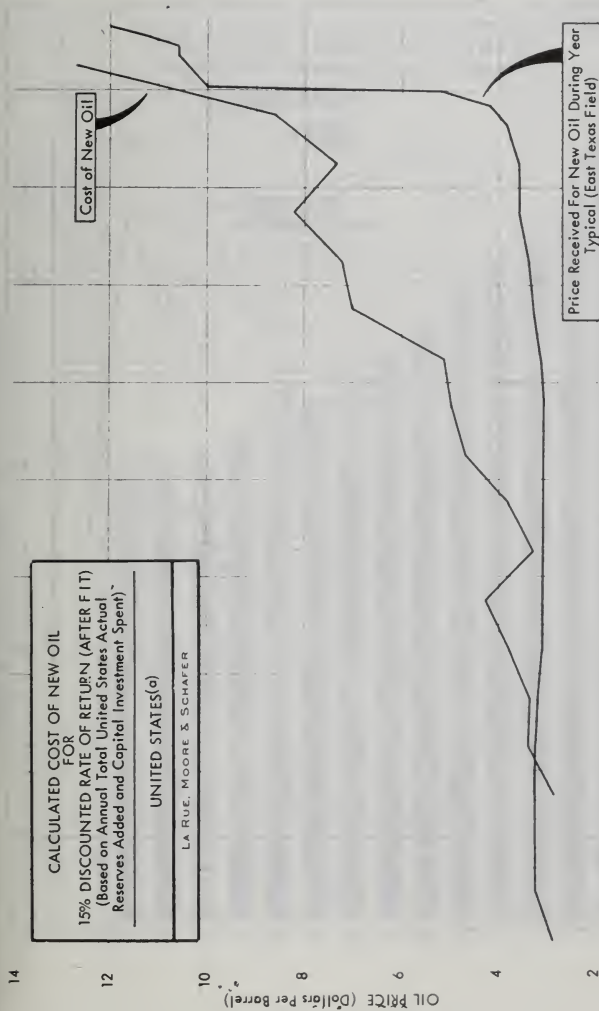 CALCULATED COST OF NEW OIL
FOR
15% DISCOUNTED RATE OF RETURN (AFTER FIT)
(Based on Annual Total United States Actual
Reserves Added and Capital Investment Spent)
UNITED STATES(a)
LA RUE, MOORE & SCHAFER
Cost of New Oil
Price Received For New Oil During Year
Typical (East Texas Field)
OIL PRICE (Dollars Per Barrel)
14
12
10
8
6
4
2